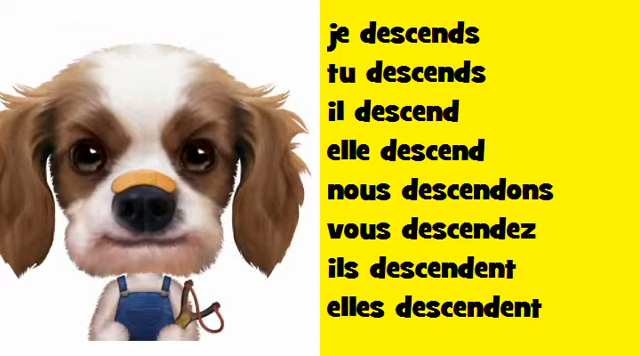 je descends
tu descends
il descend
elle descend
nous descendons
vous descendez
ils descendent
elles descendent